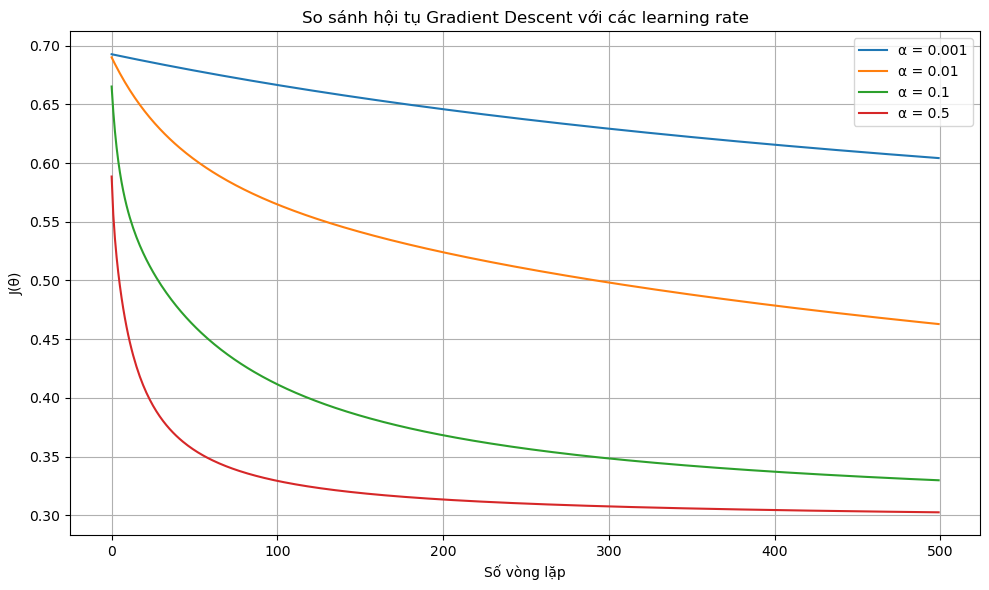 So sánh hội tụ Gradient Descent với các learning rate
α = 0.001
α = 0.01
α = 0.1
α = 0.5
J(θ)
0.70
0.65
0.60
0.55
0.50
0.45
0.40
0.35
0.30
0
100
200
300
400
500
Số vòng lặp